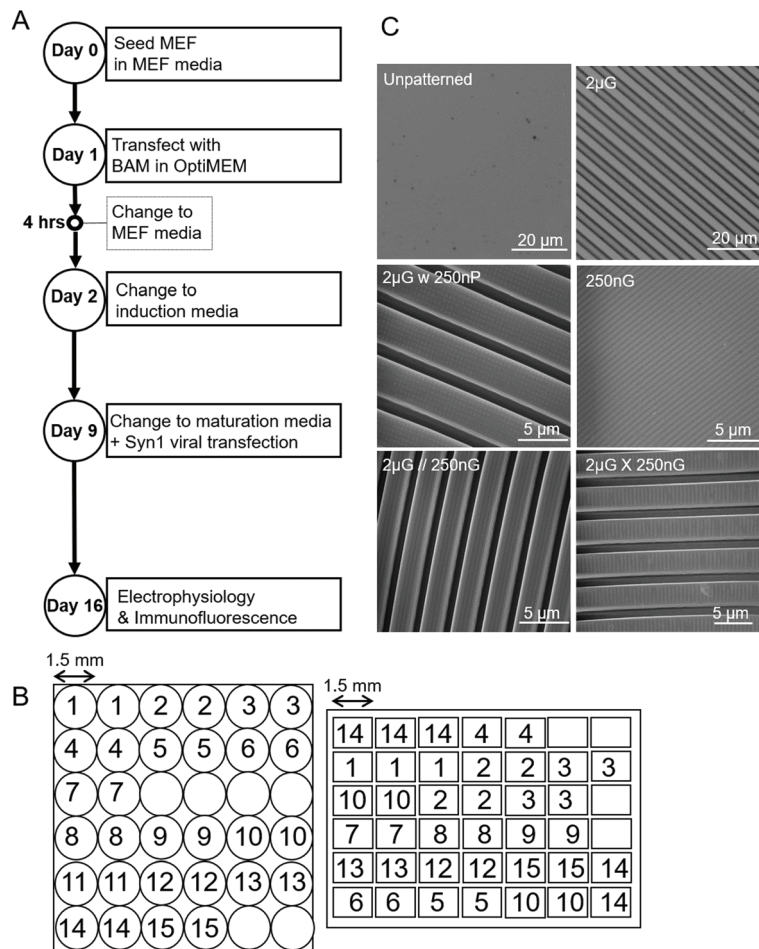 A
Day 0
Seed MEF
in MEF media
Day 1
Transfect with
BAM in OptiMEM
4 hrs
Change to
MEF media
Day 2
Change to
induction media
Day 9
Change to maturation media
+ Syn1 viral transfection
Day 16
Electrophysiology
& Immunofluorescence
C
Unpatterned
20 µm
2µG
20 µm
2µG w 250nP
5 µm
250nG
5 µm
2µG // 250nG
5 µm
2µG X 250nG
5 µm
B
1.5 mm
1 1 2 2 3 3
4 4 5 5 6 6
7 7
8 8 9 9 10 10
11 11 12 12 13 13
14 14 15 15
1.5 mm
14 14 14 4 4
1 1 1 2 2 3 3
10 10 2 2 3 3
7 7 8 8 9 9
13 13 12 12 15 15 14
6 6 5 5 10 10 14